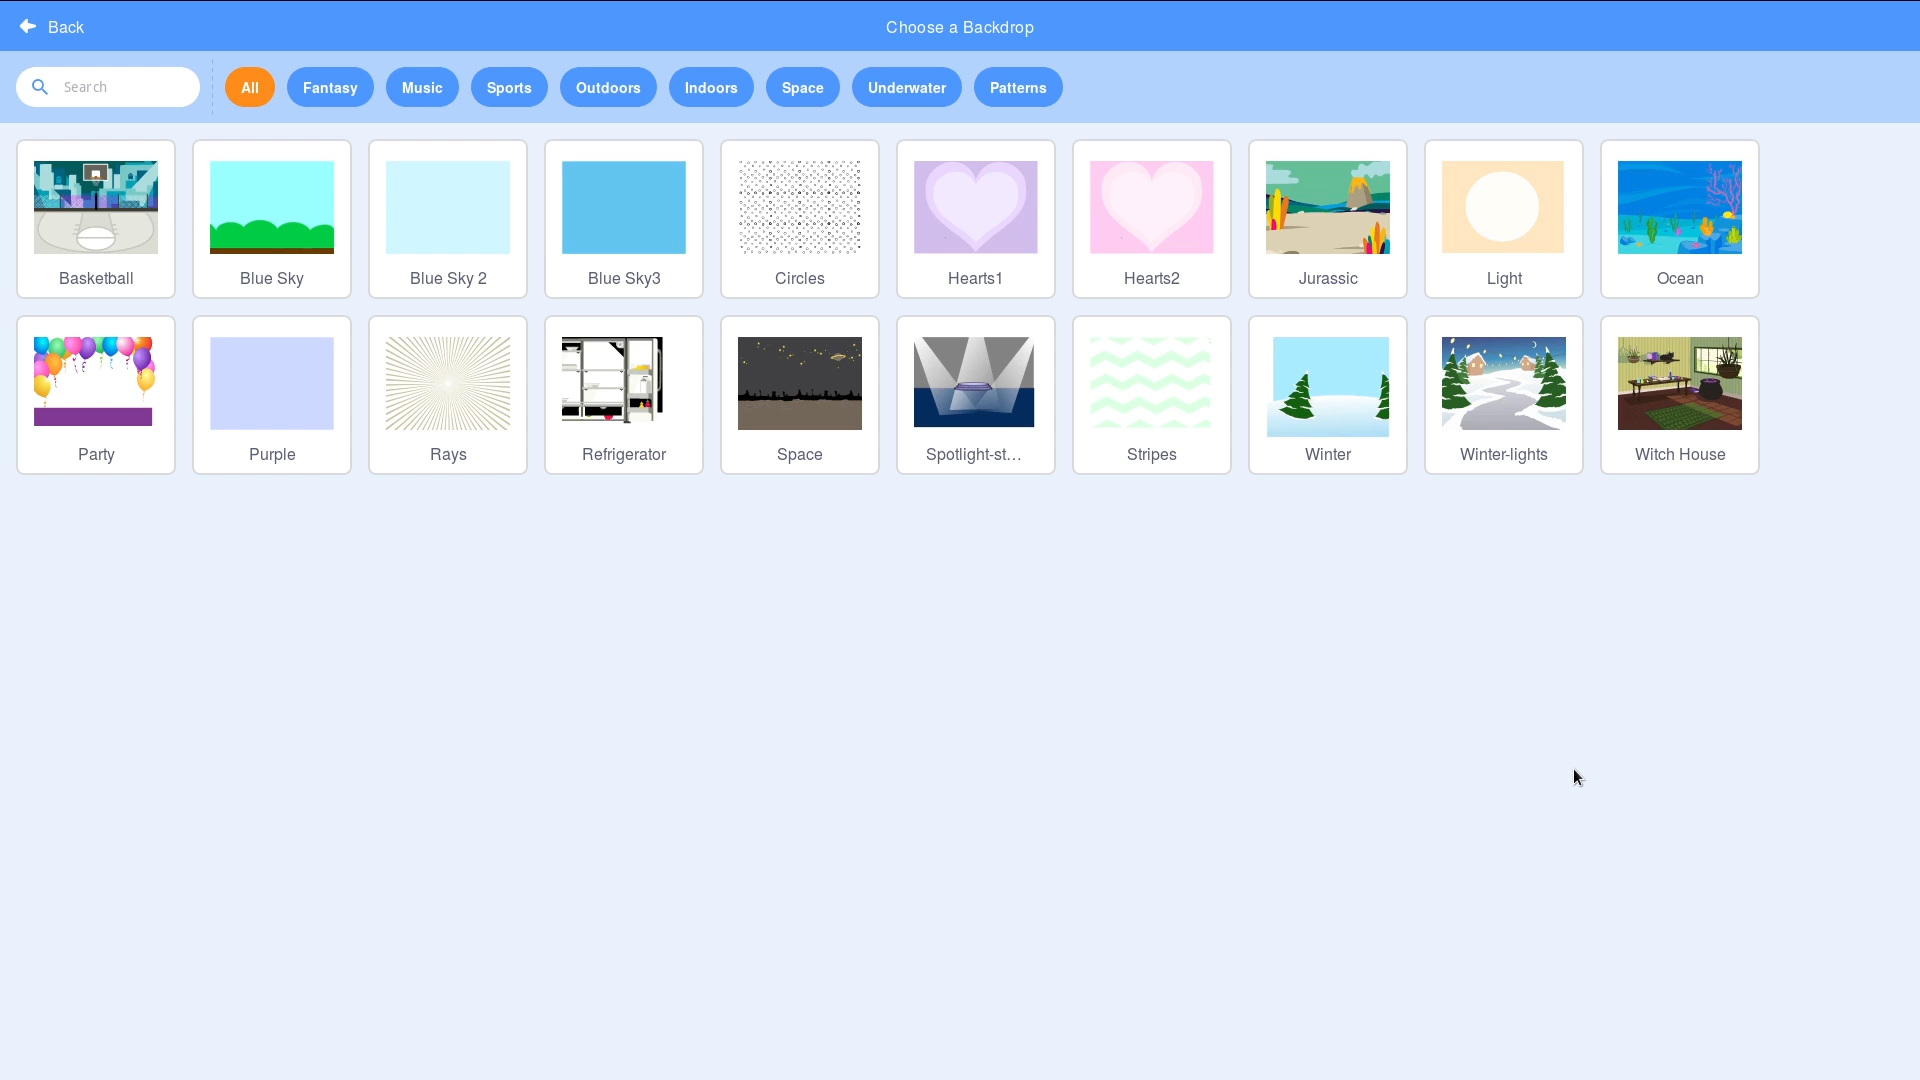 Back
Choose a Backdrop
Search
All
Fantasy
Music
Sports
Outdoors
Indoors
Space
Underwater
Patterns
Basketball
Blue Sky
Blue Sky 2
Blue Sky3
Circles
Hearts1
Hearts2
Jurassic
Light
Ocean
Party
Purple
Rays
Refrigerator
Space
Spotlight-st...
Stripes
Winter
Winter-lights
Witch House